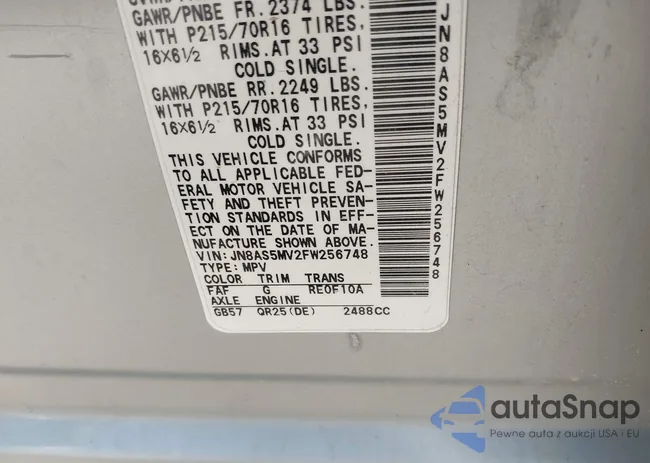 GAWR/PNBE FR. 2374 LBS.
WITH P215/70R16 TIRES,
16X6½ RIMS. AT 33 PSI
COLD SINGLE.
GAWR/PNBE RR. 2249 LBS.
WITH P215/70R16 TIRES,
16X6½ RIMS. AT 33 PSI
COLD SINGLE.
THIS VEHICLE CONFORMS
TO ALL APPLICABLE FED-
ERAL MOTOR VEHICLE SA-
FETY AND THEFT PREVEN-
TION STANDARDS IN EFF-
ECT ON THE DATE OF MA-
NUFACTURE SHOWN ABOVE.
VIN: JN8AS5MV2FW256748
TYPE: MPV
COLOR TRIM TRANS
FAF G RE0F10A
AXLE ENGINE
GB57 QR25(DE) 2488CC
JN8AS5MV2FW256748
autaSnap
Pewne auta z aukcji USA i EU